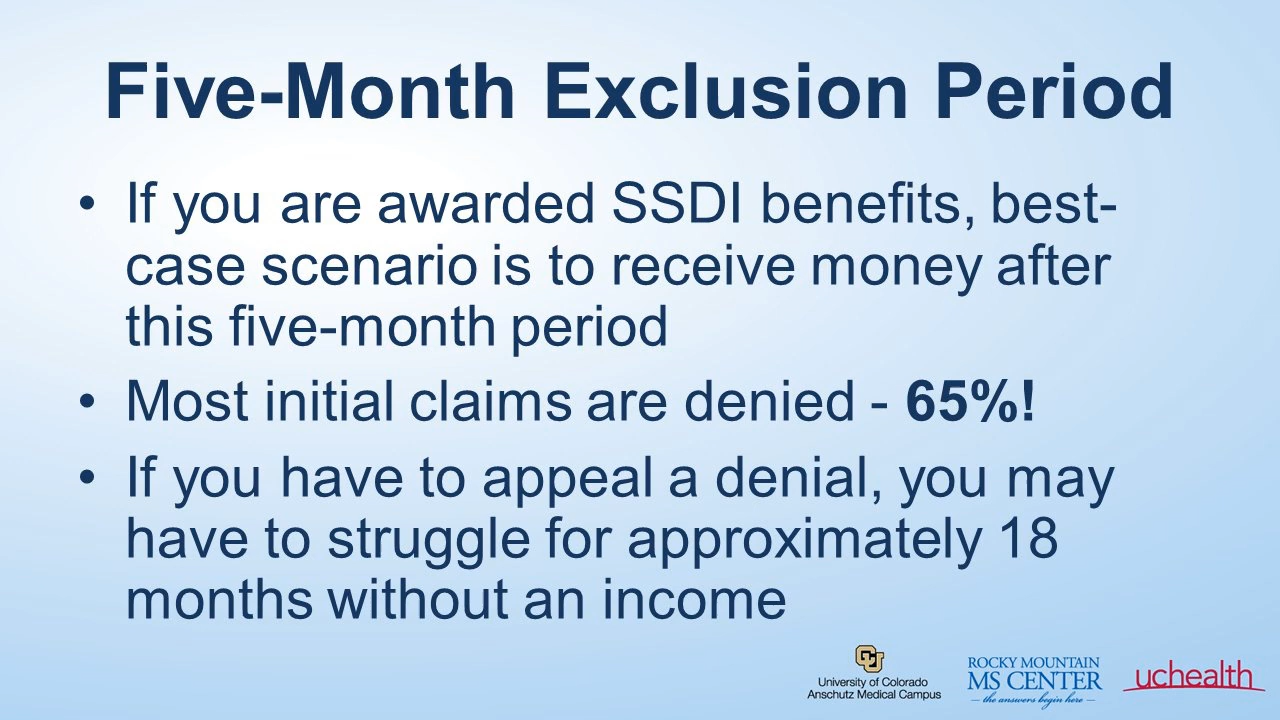 Five-Month Exclusion Period
• If you are awarded SSDI benefits, best-
case scenario is to receive money after
this five-month period
• Most initial claims are denied - 65%!
• If you have to appeal a denial, you may
have to struggle for approximately 18
months without an income
CU
University of Colorado
Anschutz Medical Campus
ROCKY MOUNTAIN
MS CENTER
— the answers begin here —
uchealth